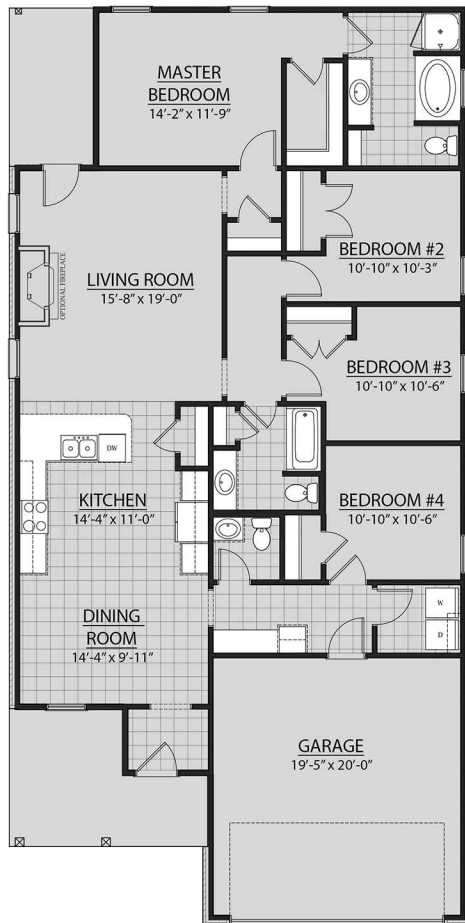 MASTER
BEDROOM
14'-2" x 11'-9"
BEDROOM #2
10'-10" x 10'-3"
LIVING ROOM
15'-8" x 19'-0"
OPTIONAL FIREPLACE
BEDROOM #3
10'-10" x 10'-6"
DW
KITCHEN
14'-4" x 11'-0"
BEDROOM #4
10'-10" x 10'-6"
W
D
DINING
ROOM
14'-4" x 9'-11"
GARAGE
19'-5" x 20'-0"